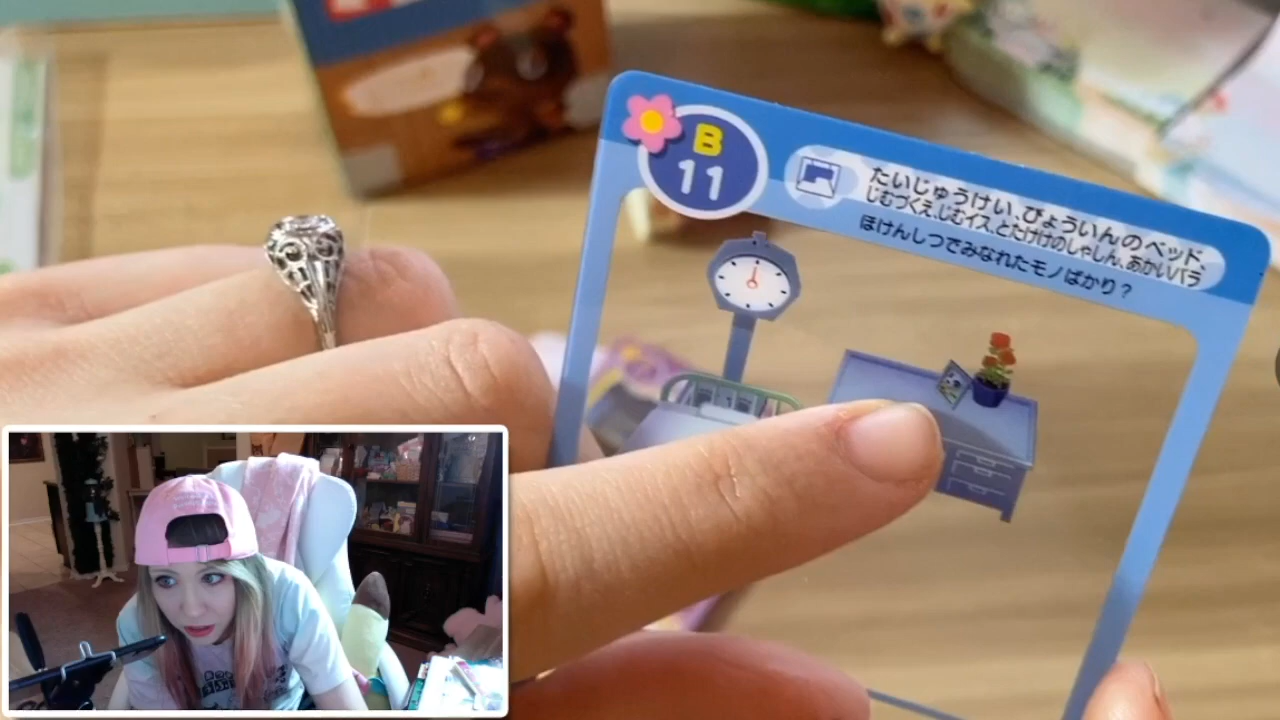 B
11
たいじゅうけい、びょういんのベッド、
じむづくえ、じむイス、とたけけのしゃしん、あかいバラ
ほけんしつでみなれたモノばかり？